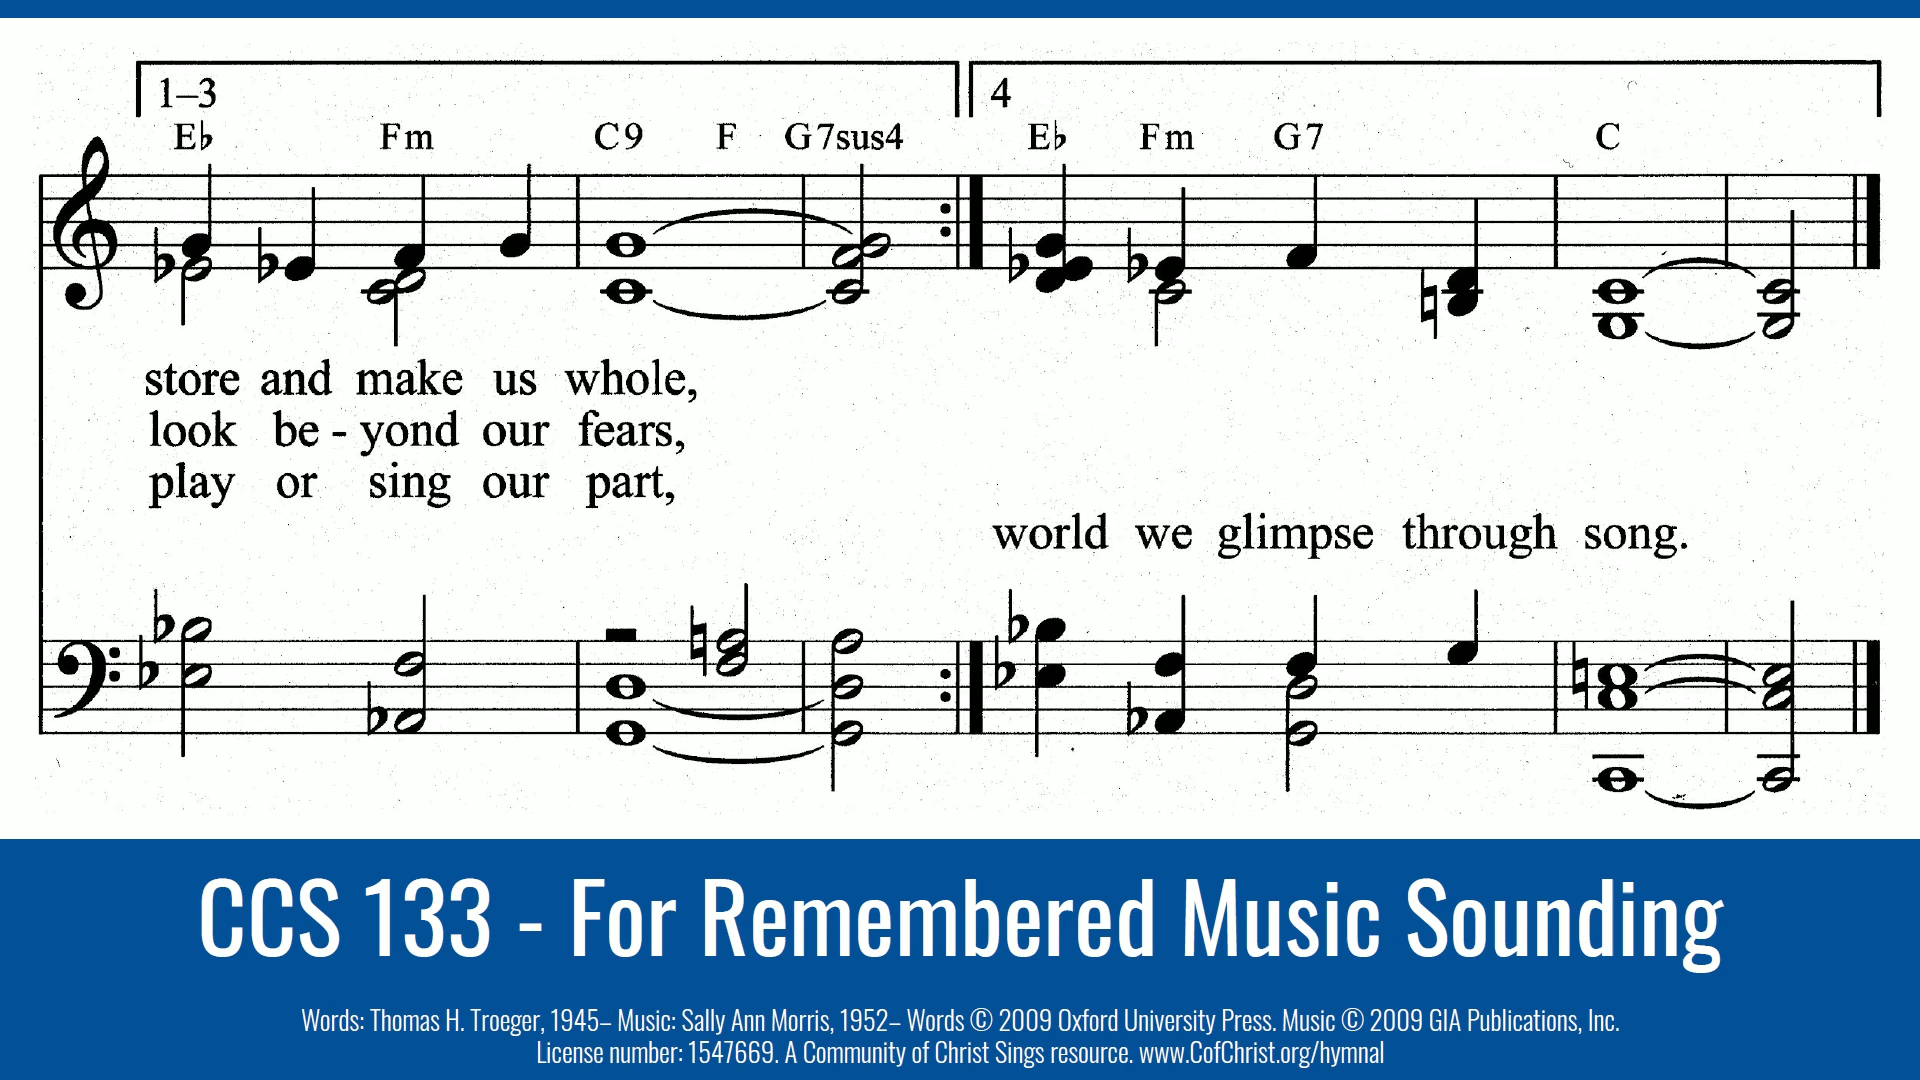 1–3 4
E♭ Fm C9 F G7sus4 E♭ Fm G7 C
store and make us whole,
look be - yond our fears,
play or sing our part,
world we glimpse through song.
CCS 133 - For Remembered Music Sounding
Words: Thomas H. Troeger, 1945– Music: Sally Ann Morris, 1952– Words © 2009 Oxford University Press. Music © 2009 GIA Publications, Inc.
License number: 1547669. A Community of Christ Sings resource. www.CofChrist.org/hymnal